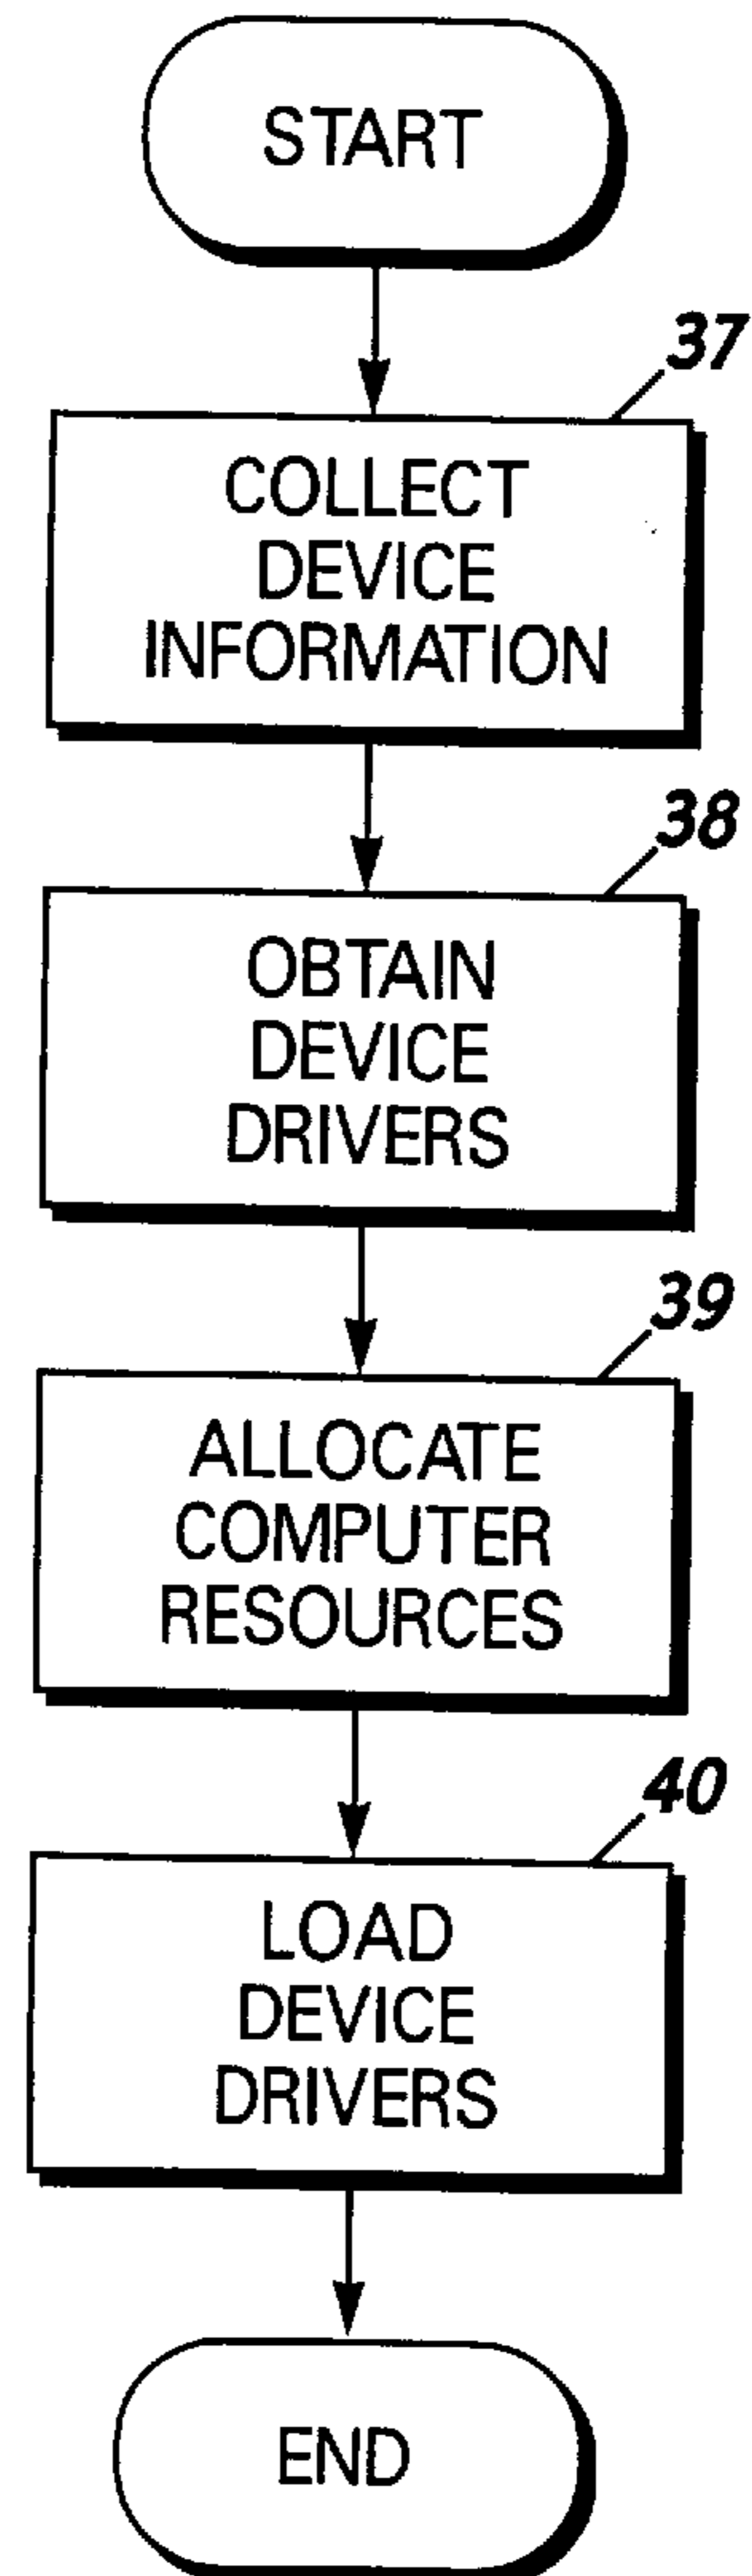 START
37
COLLECT
DEVICE
INFORMATION
38
OBTAIN
DEVICE
DRIVERS
39
ALLOCATE
COMPUTER
RESOURCES
40
LOAD
DEVICE
DRIVERS
END